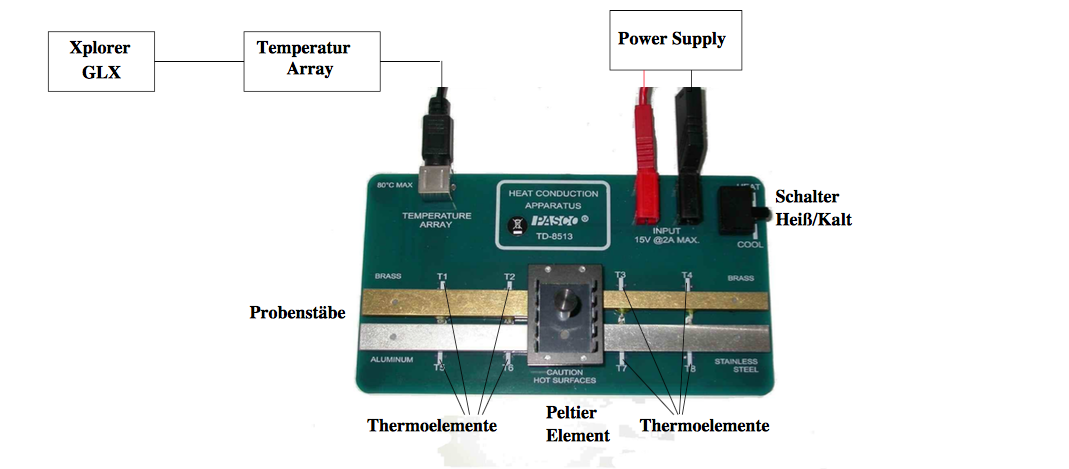 Xplorer
GLX
Temperatur
Array
Power Supply
80°C MAX
TEMPERATURE
ARRAY
HEAT CONDUCTION
APPARATUS
PASCO®
TD-8513
INPUT
15V @2A MAX.
HEAT
COOL
Schalter
Heiß/Kalt
BRASS
T1
T2
T3
T4
BRASS
Probenstäbe
ALUMINUM
T5
T6
CAUTION
HOT SURFACES
T7
T8
STAINLESS
STEEL
Thermoelemente
Peltier
Element
Thermoelemente